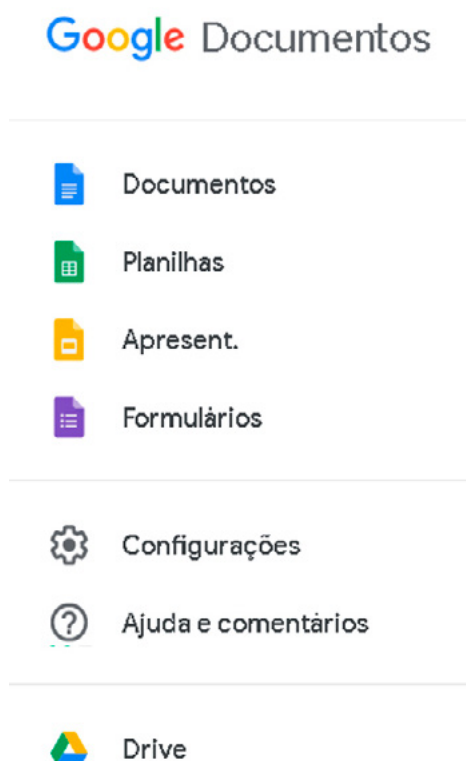 Google Documentos
Documentos
Planilhas
Apresent.
Formulários
Configurações
Ajuda e comentários
Drive